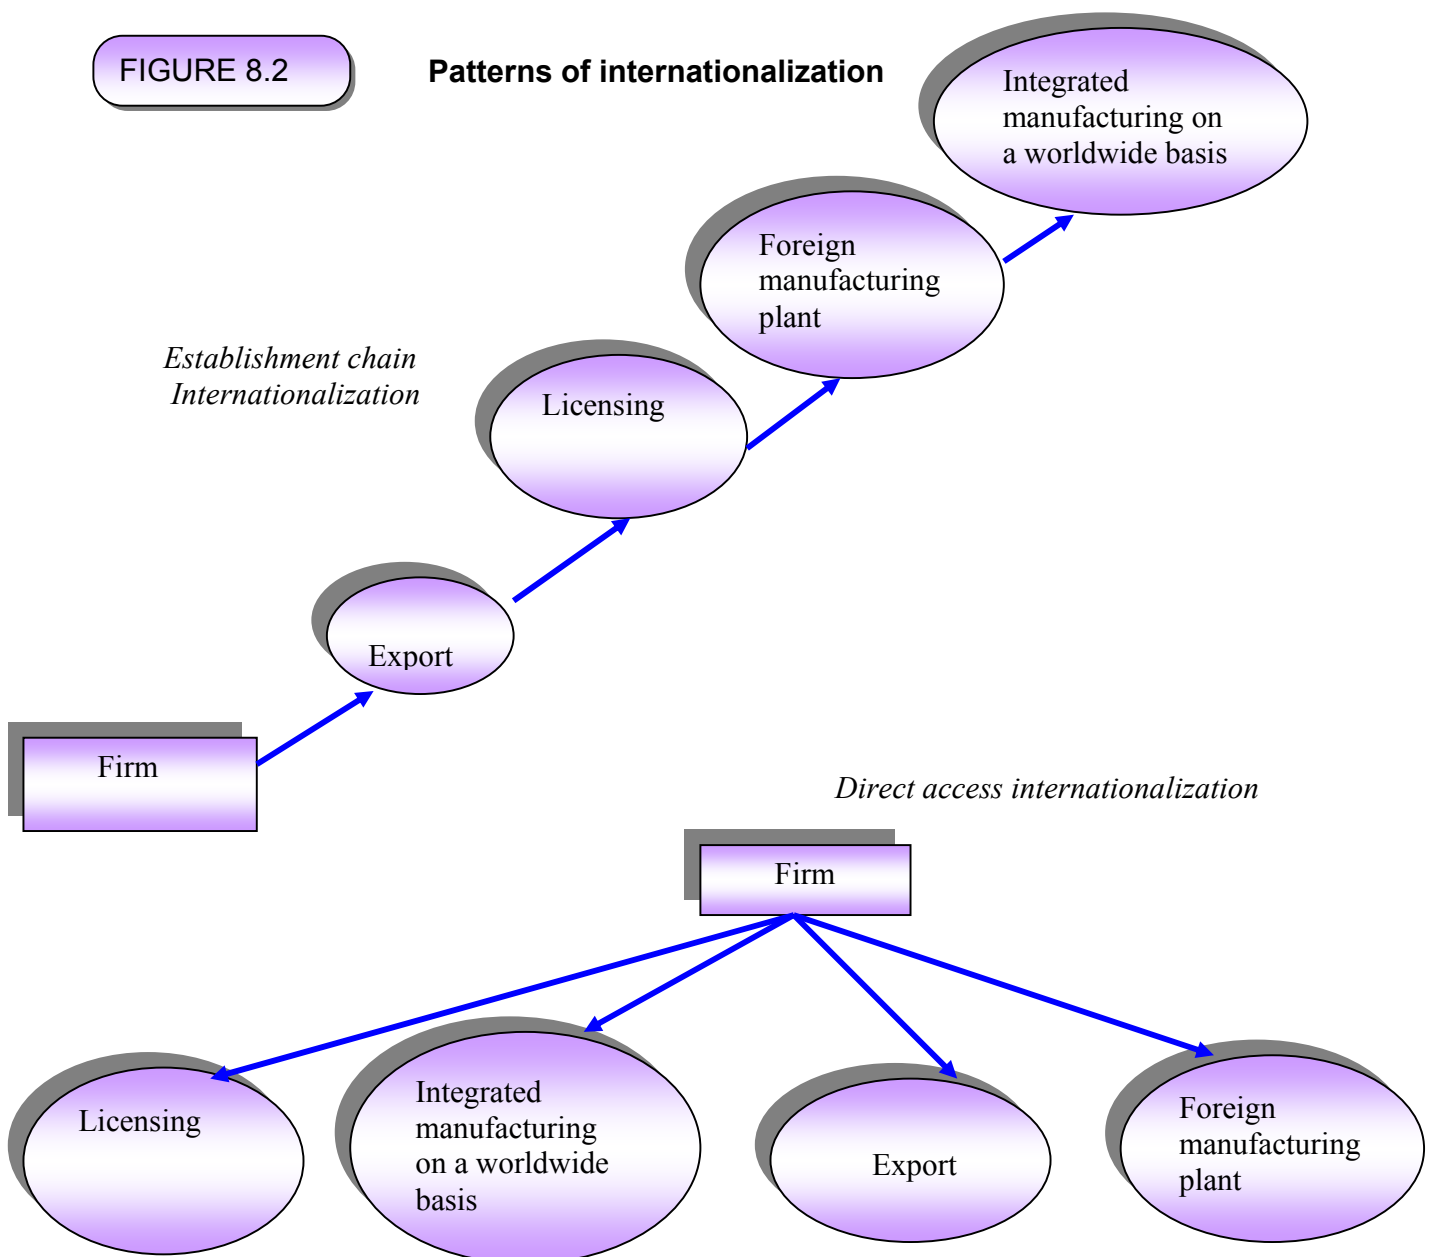 FIGURE 8.2
Patterns of internationalization
Integrated
manufacturing on
a worldwide basis
Foreign
manufacturing
plant
Establishment chain
Internationalization
Licensing
Export
Firm
Direct access internationalization
Firm
Licensing
Integrated
manufacturing
on a worldwide
basis
Export
Foreign
manufacturing
plant